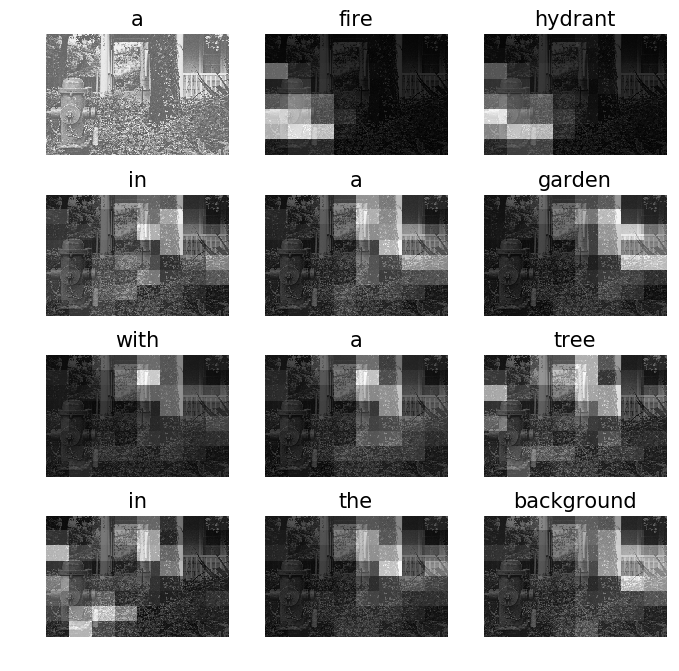 a fire hydrant
in a garden
with a tree
in the background